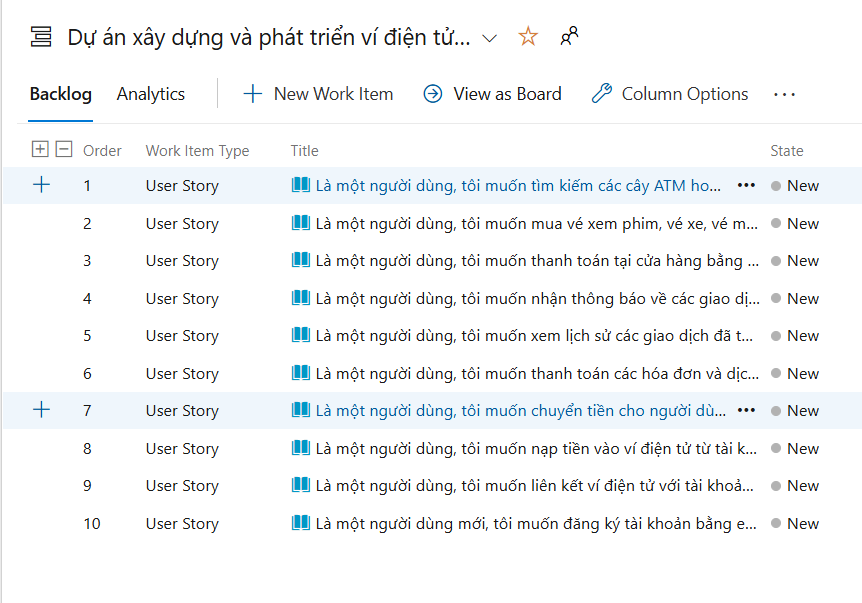 Dự án xây dựng và phát triển ví điện tử...
Backlog Analytics New Work Item View as Board Column Options ...
Order Work Item Type Title State
1 User Story Là một người dùng, tôi muốn tìm kiếm các cây ATM ho... ... New
2 User Story Là một người dùng, tôi muốn mua vé xem phim, vé xe, vé m... New
3 User Story Là một người dùng, tôi muốn thanh toán tại cửa hàng bằng ... New
4 User Story Là một người dùng, tôi muốn nhận thông báo về các giao dị... New
5 User Story Là một người dùng, tôi muốn xem lịch sử các giao dịch đã t... New
6 User Story Là một người dùng, tôi muốn thanh toán các hóa đơn và dịc... New
7 User Story Là một người dùng, tôi muốn chuyển tiền cho người dù... ... New
8 User Story Là một người dùng, tôi muốn nạp tiền vào ví điện tử từ tài k... New
9 User Story Là một người dùng, tôi muốn liên kết ví điện tử với tài khoả... New
10 User Story Là một người dùng mới, tôi muốn đăng ký tài khoản bằng e... New